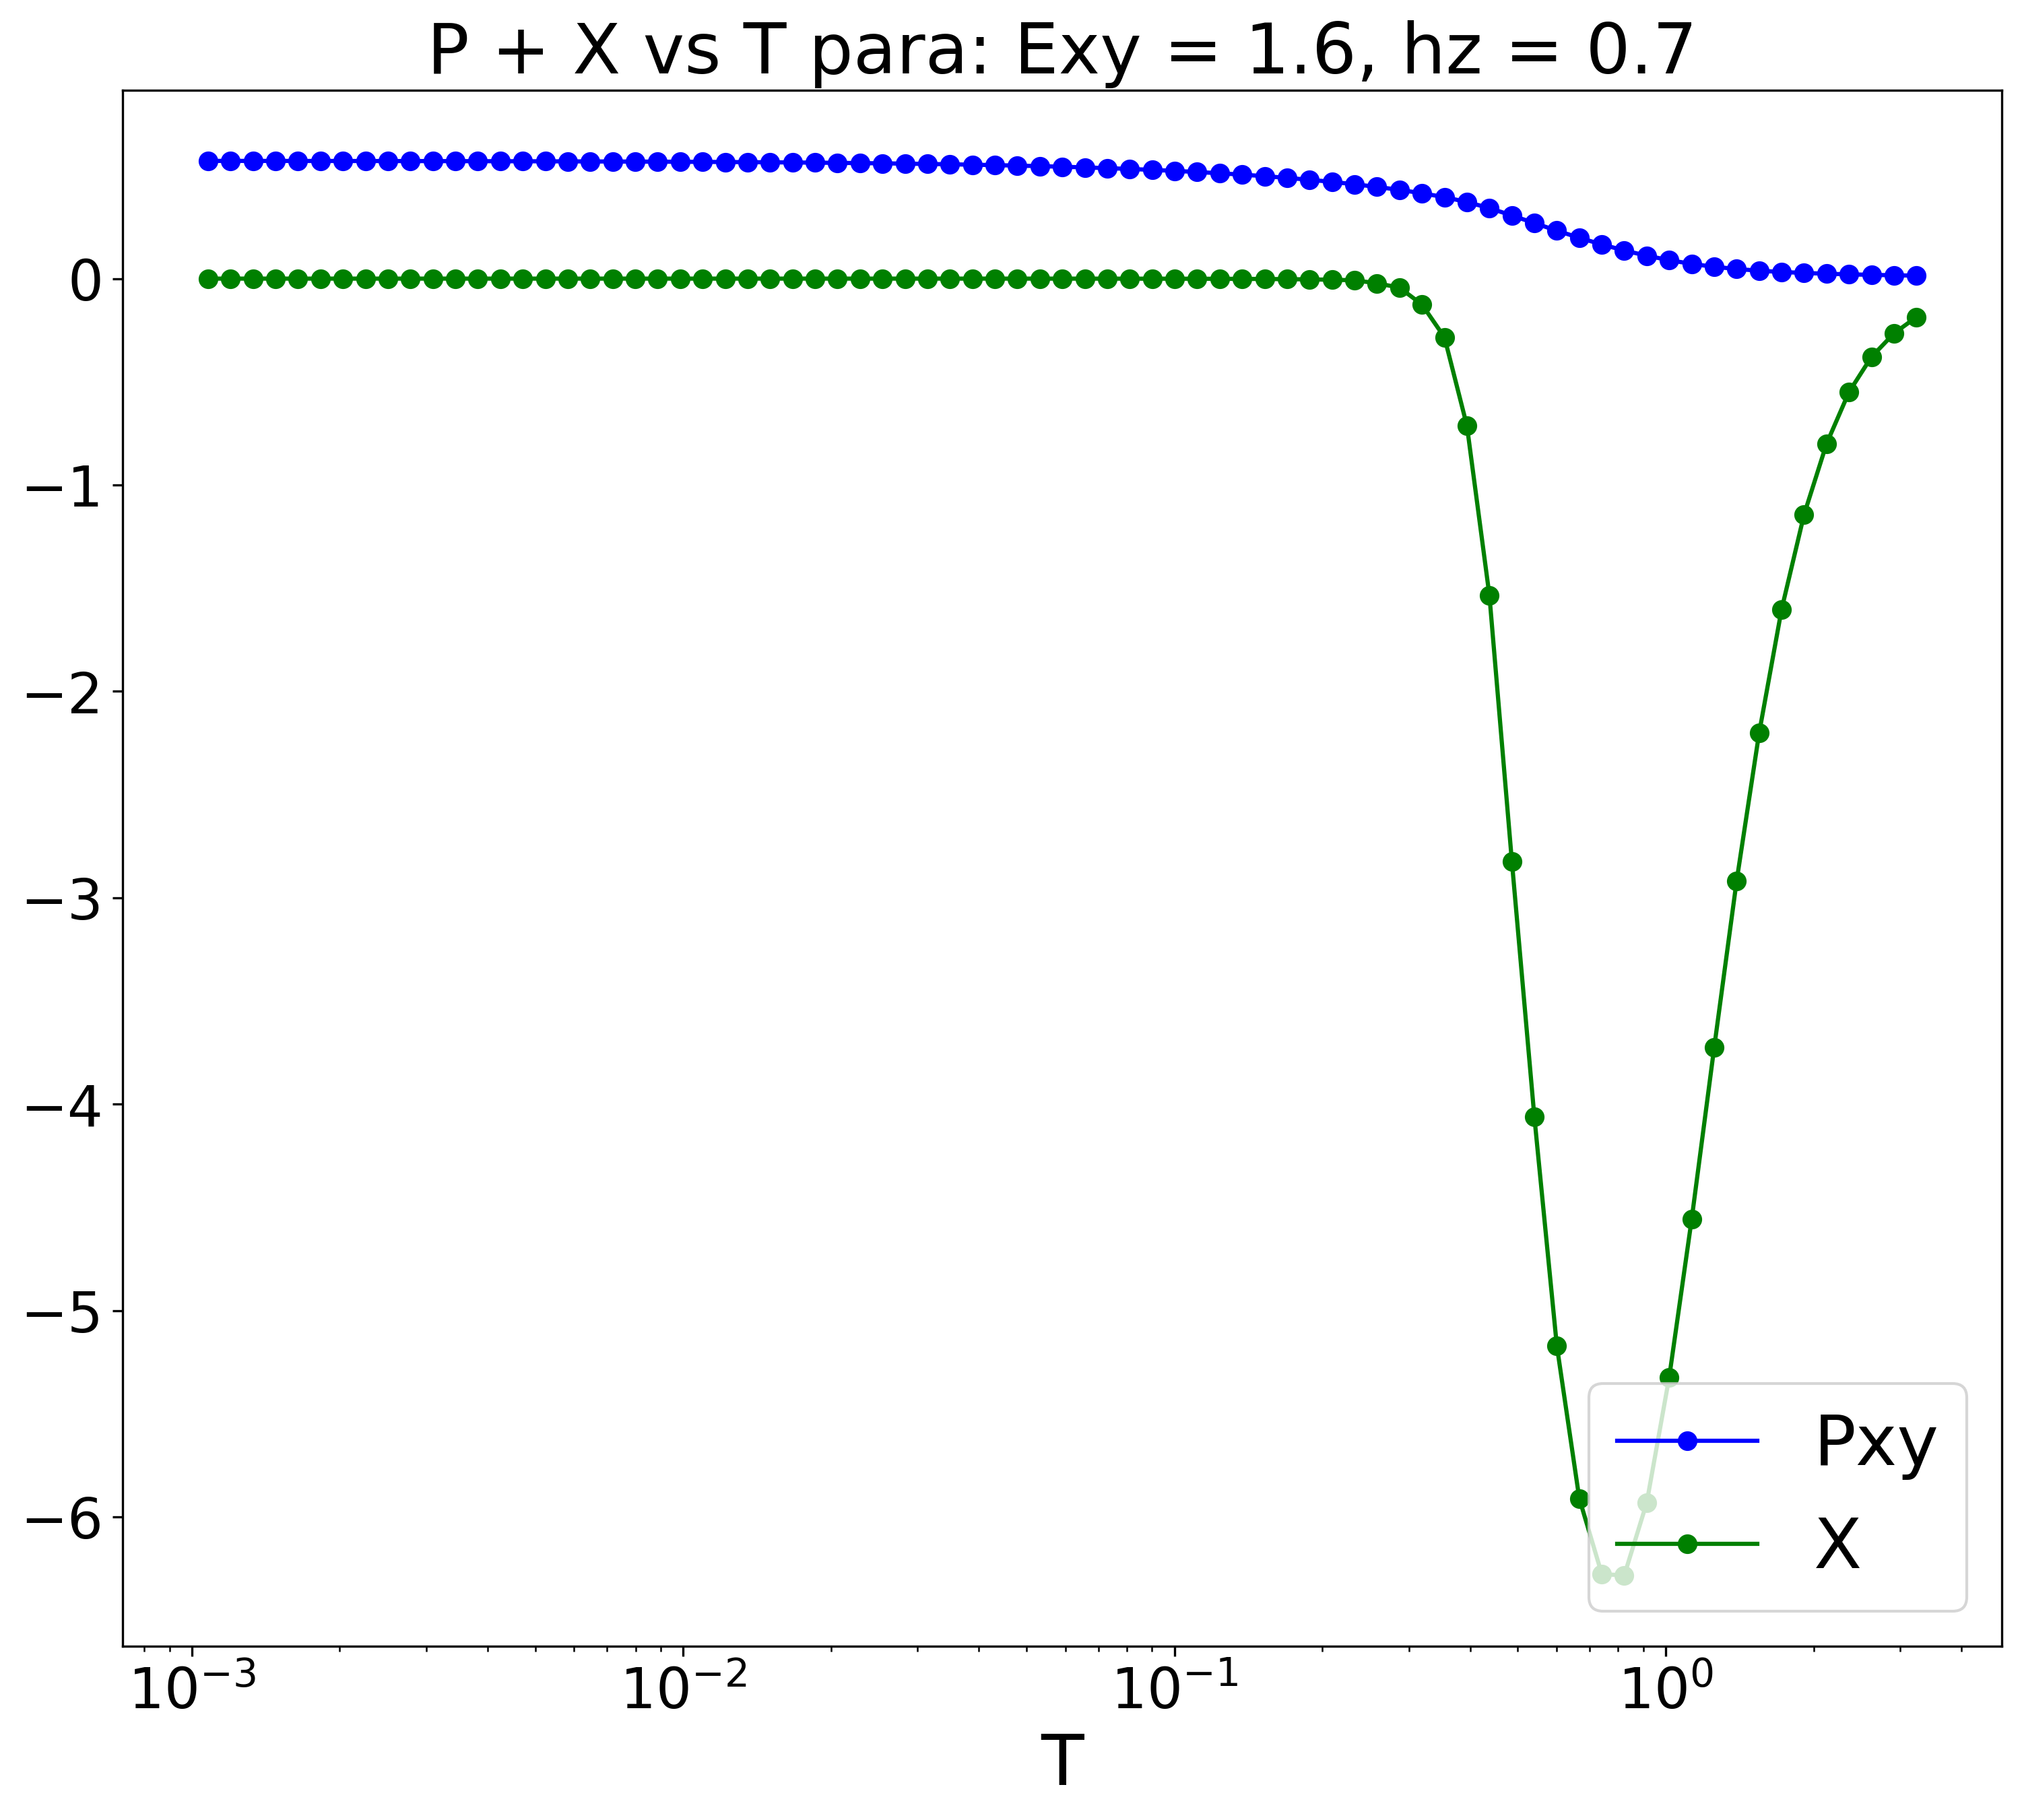 P + X vs T para: Exy = 1.6, hz = 0.7
0
−1
−2
−3
−4
−5
−6
Pxy
X
10⁻³ 10⁻² 10⁻¹ 10⁰
T